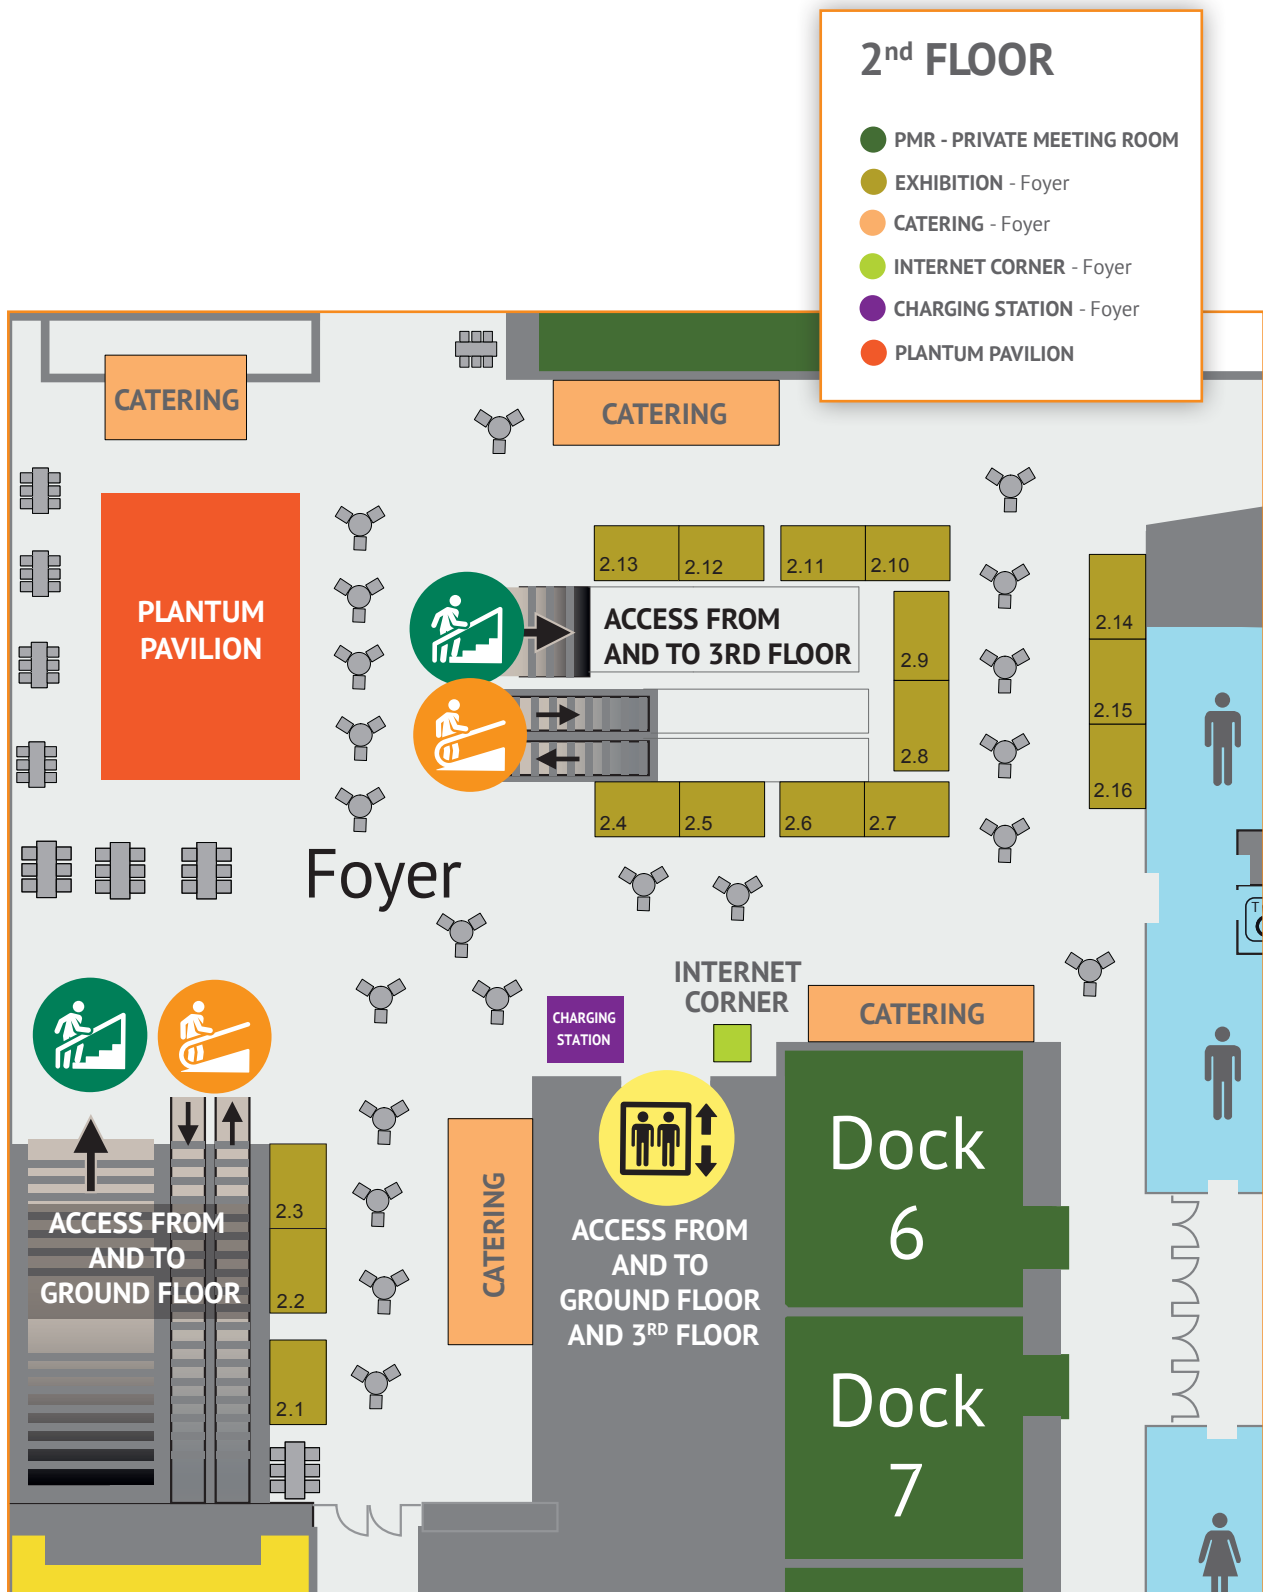 2nd FLOOR
PMR - PRIVATE MEETING ROOM
EXHIBITION - Foyer
CATERING - Foyer
INTERNET CORNER - Foyer
CHARGING STATION - Foyer
PLANTUM PAVILION
CATERING
CATERING
PLANTUM
PAVILION
2.13
2.12
2.11
2.10
ACCESS FROM
AND TO 3RD FLOOR
2.9
2.8
2.14
2.15
2.16
2.4
2.5
2.6
2.7
Foyer
INTERNET
CORNER
CHARGING
STATION
CATERING
ACCESS FROM
AND TO
GROUND FLOOR
2.3
2.2
2.1
CATERING
ACCESS FROM
AND TO
GROUND FLOOR
AND 3RD FLOOR
Dock
6
Dock
7